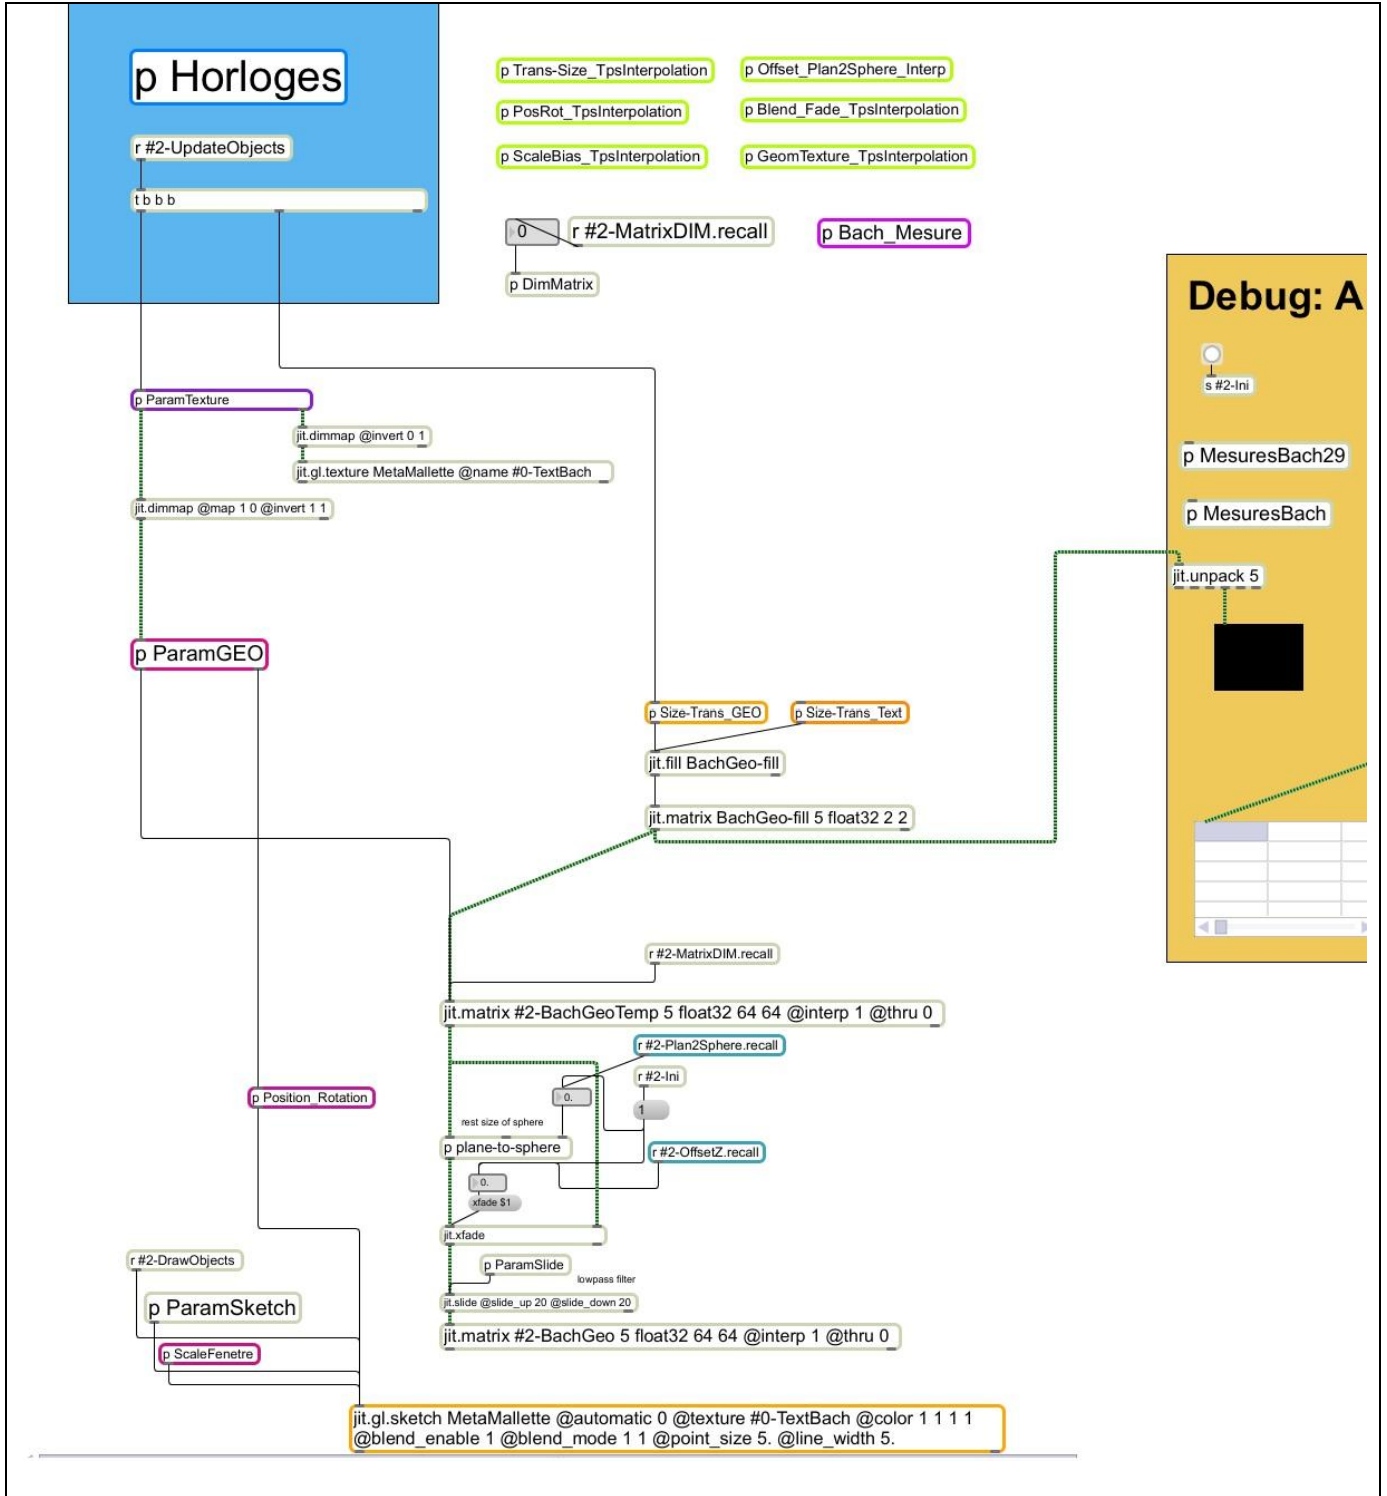 p Horloges
r #2-UpdateObjects
t b b b
p Trans-Size_TpsInterpolation
p Offset_Plan2Sphere_Interp
p PosRot_TpsInterpolation
p Blend_Fade_TpsInterpolation
p ScaleBias_TpsInterpolation
p GeomTexture_TpsInterpolation
0
r #2-MatrixDIM.recall
p Bach_Mesure
p DimMatrix
Debug: A
s #2-Ini
p MesuresBach29
p MesuresBach
jit.unpack 5
p ParamTexture
jit.dimmap @invert 0 1
jit.gl.texture MetaMallette @name #0-TextBach
jit.dimmap @map 1 0 @invert 1 1
p ParamGEO
p Size-Trans_GEO
p Size-Trans_Text
jit.fill BachGeo-fill
jit.matrix BachGeo-fill 5 float32 2 2
r #2-MatrixDIM.recall
jit.matrix #2-BachGeoTemp 5 float32 64 64 @interp 1 @thru 0
r #2-Plan2Sphere.recall
r #2-Ini
0.
1
rest size of sphere
p plane-to-sphere
r #2-OffsetZ.recall
0.
xfade $1
jit.xfade
p Position_Rotation
p ParamSlide
lowpass filter
jit.slide @slide_up 20 @slide_down 20
jit.matrix #2-BachGeo 5 float32 64 64 @interp 1 @thru 0
r #2-DrawObjects
p ParamSketch
p ScaleFenetre
jit.gl.sketch MetaMallette @automatic 0 @texture #0-TextBach @color 1 1 1 1
@blend_enable 1 @blend_mode 1 1 @point_size 5. @line_width 5.